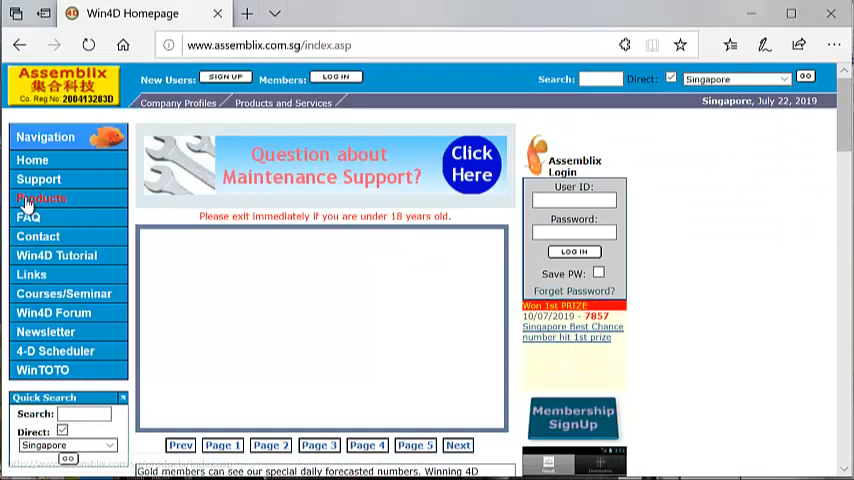 Win4D Homepage
www.assemblix.com.sg/index.asp
Assemblix
集合科技
Co. Reg No: 200413283D
New Users: SIGN UP Members: LOG IN
Search: Direct: Singapore GO
Company Profiles Products and Services
Singapore, July 22, 2019
Navigation
Home
Support
Products
FAQ
Contact
Win4D Tutorial
Links
Courses/Seminar
Win4D Forum
Newsletter
4-D Scheduler
WinTOTO
Quick Search
Search:
Direct:
Singapore
GO
Question about
Maintenance Support?
Click
Here
Please exit immediately if you are under 18 years old.
Prev Page 1 Page 2 Page 3 Page 4 Page 5 Next
Gold members can see our special daily forecasted numbers. Winning 4D
Assemblix
Login
User ID:
Password:
LOG IN
Save PW:
Forget Password?
Won 1st PRIZE
10/07/2019 - 7857
Singapore Best Chance
number hit 1st prize
Membership
SignUp